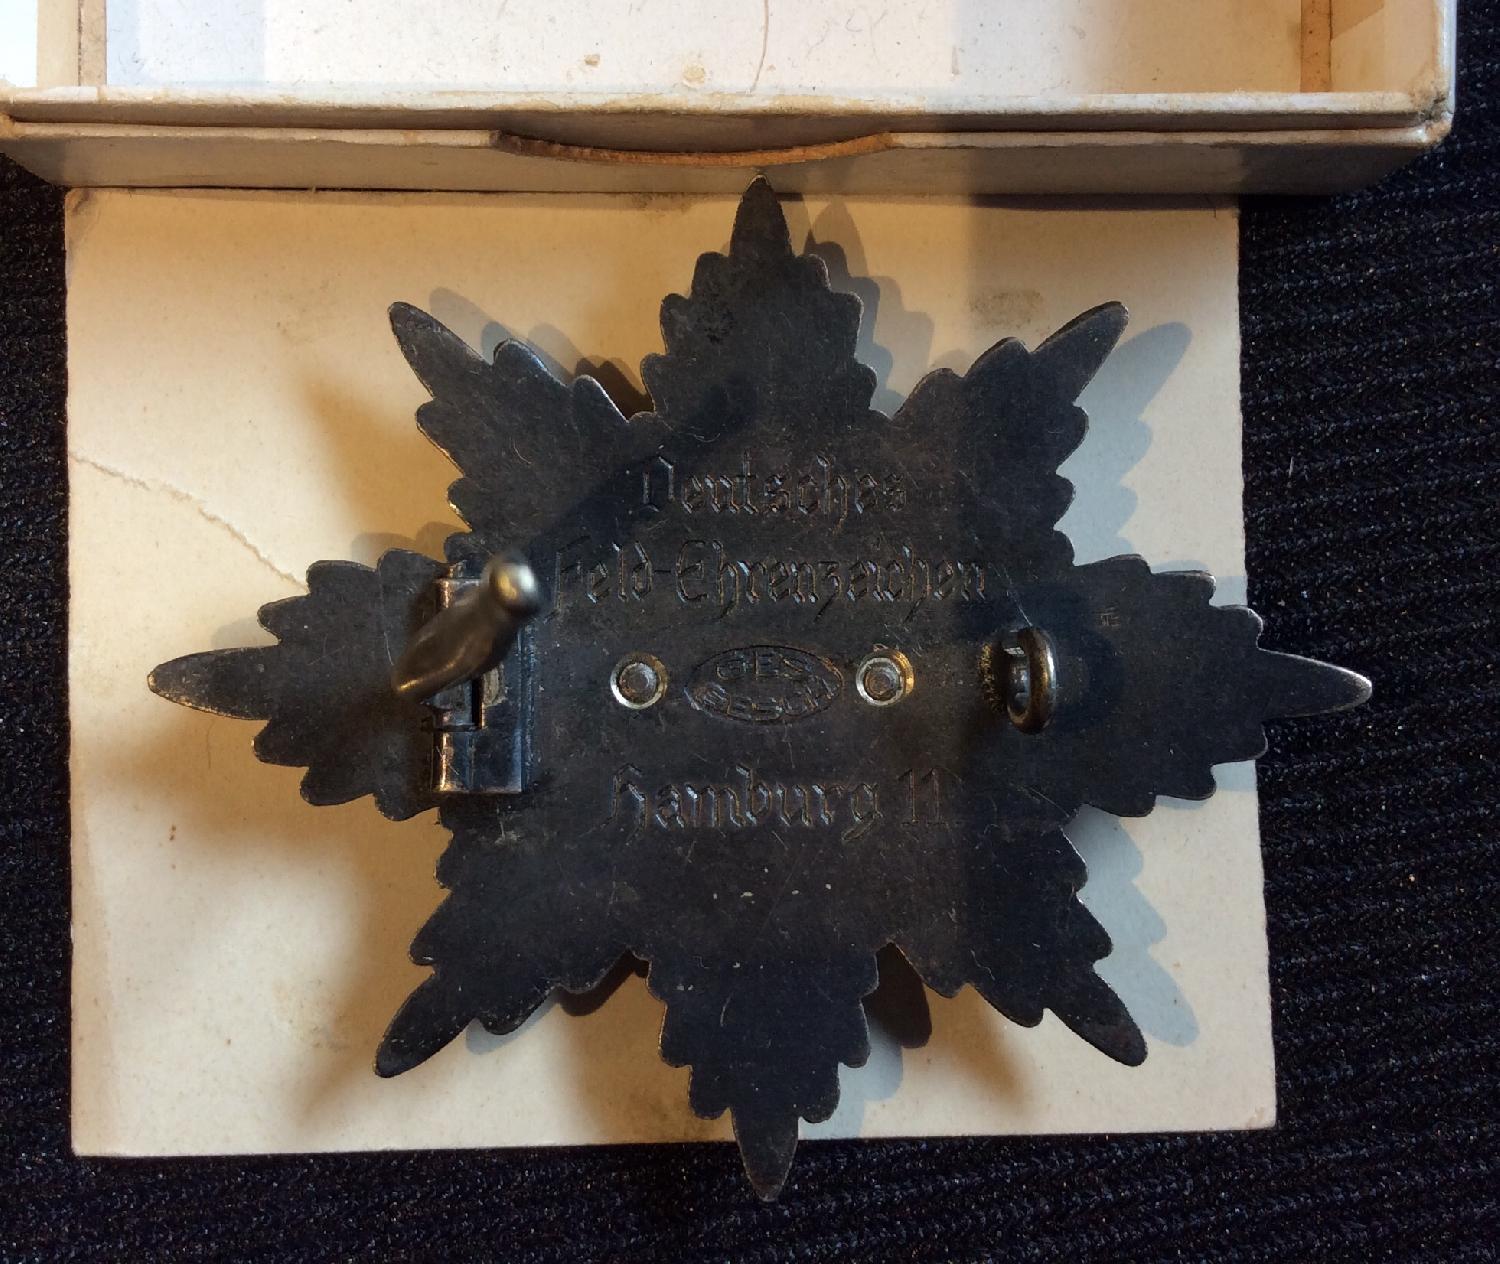 Deutsches
Feld-Ehrenzeichen
GES.
GESCH.
Hamburg 11